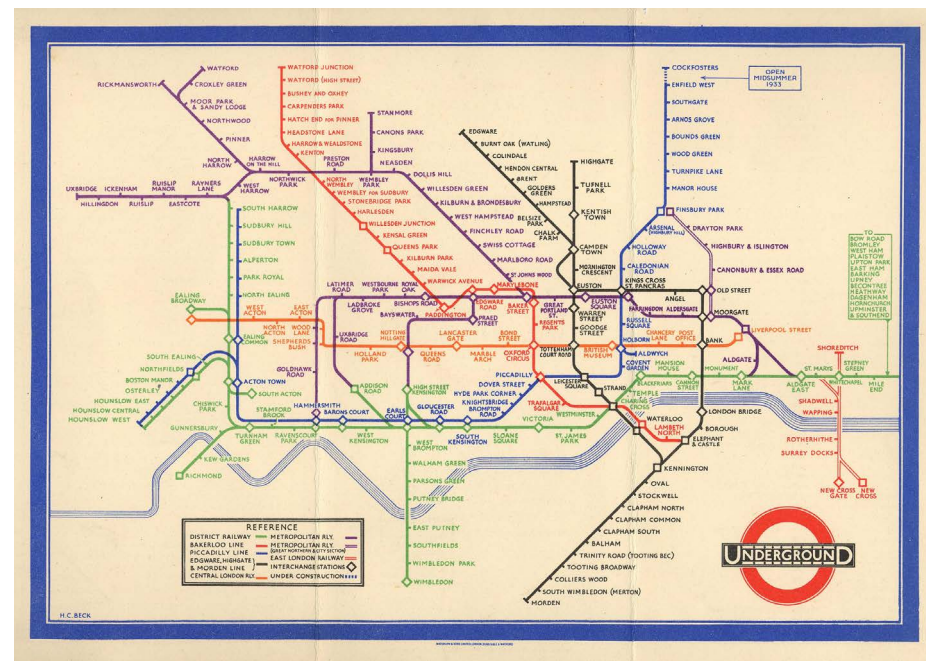 WATFORD
RICKMANSWORTH
CROXLEY GREEN
MOOR PARK
& SANDY LODGE
NORTHWOOD
PINNER
NORTH
HARROW
HARROW
ON THE HILL
NORTHWICK
PARK
PRESTON
ROAD
WEMBLEY
PARK
NEASDEN
KINGSBURY
CANONS PARK
STANMORE
DOLLIS HILL
WILLESDEN GREEN
KILBURN & BRONDESBURY
WEST HAMPSTEAD
FINCHLEY ROAD
SWISS COTTAGE
MARLBORO ROAD
ST JOHNS WOOD
WATFORD JUNCTION
WATFORD (HIGH STREET)
BUSHEY AND OXHEY
CARPENDERS PARK
HATCH END FOR PINNER
HEADSTONE LANE
HARROW & WEALDSTONE
KENTON
NORTH
WEMBLEY
WEMBLEY FOR SUDBURY
STONEBRIDGE PARK
HARLESDEN
WILLESDEN JUNCTION
KENSAL GREEN
QUEENS PARK
KILBURN PARK
MAIDA VALE
WARWICK AVENUE
PADDINGTON
EDGWARE
ROAD
MARYLEBONE
BAKER
STREET
REGENTS
PARK
OXFORD
CIRCUS
PICCADILLY
TRAFALGAR
SQUARE
CHARING
CROSS
WATERLOO
LAMBETH
NORTH
ELEPHANT
& CASTLE
UXBRIDGE
HILLINGDON
ICKENHAM
RUISLIP
RUISLIP
MANOR
EASTCOTE
RAYNERS
LANE
WEST
HARROW
SOUTH HARROW
SUDBURY HILL
SUDBURY TOWN
ALPERTON
PARK ROYAL
NORTH EALING
EALING
BROADWAY
EALING
COMMON
WEST
ACTON
NORTH
ACTON
EAST
ACTON
WOOD
LANE
SHEPHERDS
BUSH
HOLLAND
PARK
NOTTING
HILL GATE
QUEENS
ROAD
LANCASTER
GATE
MARBLE
ARCH
BOND
STREET
TOTTENHAM
COURT ROAD
BRITISH
MUSEUM
CHANCERY
LANE
POST
OFFICE
BANK
LIVERPOOL STREET
LATIMER
ROAD
LADBROKE
GROVE
WESTBOURNE
PARK
ROYAL
OAK
BISHOPS ROAD
BAYSWATER
PRAED
STREET
UXBRIDGE
ROAD
GOLDHAWK
ROAD
HAMMERSMITH
GREAT
PORTLAND
ST.
EUSTON
SQUARE
FARRINGDON
ALDERSGATE
MOORGATE
ALDGATE
EDGWARE
BURNT OAK (WATLING)
COLINDALE
HENDON CENTRAL
BRENT
GOLDERS
GREEN
HAMPSTEAD
BELSIZE
PARK
CHALK
FARM
HIGHGATE
TUFNELL
PARK
KENTISH
TOWN
CAMDEN
TOWN
MORNINGTON
CRESCENT
EUSTON
WARREN
STREET
GOODGE
STREET
LEICESTER
SQUARE
STRAND
KINGS CROSS
ST. PANCRAS
ANGEL
OLD STREET
LONDON BRIDGE
BOROUGH
KENNINGTON
OVAL
STOCKWELL
CLAPHAM NORTH
CLAPHAM COMMON
CLAPHAM SOUTH
BALHAM
TRINITY ROAD (TOOTING BEC)
TOOTING BROADWAY
COLLIERS WOOD
SOUTH WIMBLEDON (MERTON)
MORDEN
COCKFOSTERS
OPEN
MIDSUMMER
1933
ENFIELD WEST
SOUTHGATE
ARNOS GROVE
BOUNDS GREEN
WOOD GREEN
TURNPIKE LANE
MANOR HOUSE
FINSBURY PARK
ARSENAL
(HIGHBURY HILL)
HOLLOWAY
ROAD
CALEDONIAN
ROAD
RUSSELL
SQUARE
HOLBORN
ALDWYCH
COVENT
GARDEN
DOVER STREET
HYDE PARK CORNER
KNIGHTSBRIDGE
BROMPTON
ROAD
SOUTH
KENSINGTON
GLOUCESTER
ROAD
EARLS
COURT
BARONS COURT
DRAYTON PARK
HIGHBURY & ISLINGTON
CANONBURY & ESSEX ROAD
SOUTH EALING
NORTHFIELDS
BOSTON MANOR
OSTERLEY
HOUNSLOW EAST
HOUNSLOW CENTRAL
HOUNSLOW WEST
ACTON TOWN
SOUTH ACTON
CHISWICK
PARK
GUNNERSBURY
KEW GARDENS
RICHMOND
TURNHAM
GREEN
STAMFORD
BROOK
RAVENSCOURT
PARK
WEST
KENSINGTON
ADDISON
ROAD
HIGH STREET
KENSINGTON
WEST
BROMPTON
WALHAM GREEN
PARSONS GREEN
PUTNEY BRIDGE
EAST PUTNEY
SOUTHFIELDS
WIMBLEDON PARK
WIMBLEDON
SLOANE
SQUARE
VICTORIA
ST. JAMES
PARK
WESTMINSTER
TEMPLE
BLACKFRIARS
MANSION
HOUSE
CANNON
STREET
MONUMENT
MARK
LANE
ALDGATE
EAST
ST. MARYS
WHITECHAPEL
STEPNEY
GREEN
MILE
END
SHOREDITCH
SHADWELL
WAPPING
ROTHERHITHE
SURREY DOCKS
NEW CROSS
GATE
NEW
CROSS
TO
BOW ROAD
BROMLEY
WEST HAM
PLAISTOW
UPTON PARK
EAST HAM
BARKING
UPNEY
BECONTREE
HEATHWAY
DAGENHAM
HORNCHURCH
UPMINSTER
& SOUTHEND
REFERENCE
DISTRICT RAILWAY
BAKERLOO LINE
PICCADILLY LINE
EDGWARE, HIGHGATE
& MORDEN LINE
CENTRAL LONDON RLY.
METROPOLITAN RLY.
METROPOLITAN RLY.
(GREAT NORTHERN & CITY SECTION)
EAST LONDON RAILWAY
INTERCHANGE STATIONS
UNDER CONSTRUCTION
UNDERGROUND
H.C. BECK